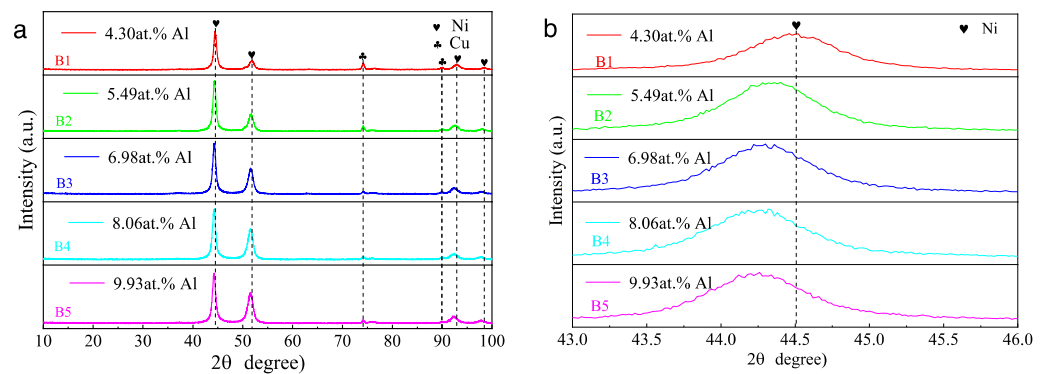 a
Intensity (a.u.)
♥ Ni
♣ Cu
4.30at.% Al
B1
5.49at.% Al
B2
6.98at.% Al
B3
8.06at.% Al
B4
9.93at.% Al
B5
10 20 30 40 50 60 70 80 90 100
2θ degree)
b
Intensity (a.u.)
♥ Ni
4.30at.% Al
B1
5.49at.% Al
B2
6.98at.% Al
B3
8.06at.% Al
B4
9.93at.% Al
B5
43.0 43.5 44.0 44.5 45.0 45.5 46.0
2θ degree)